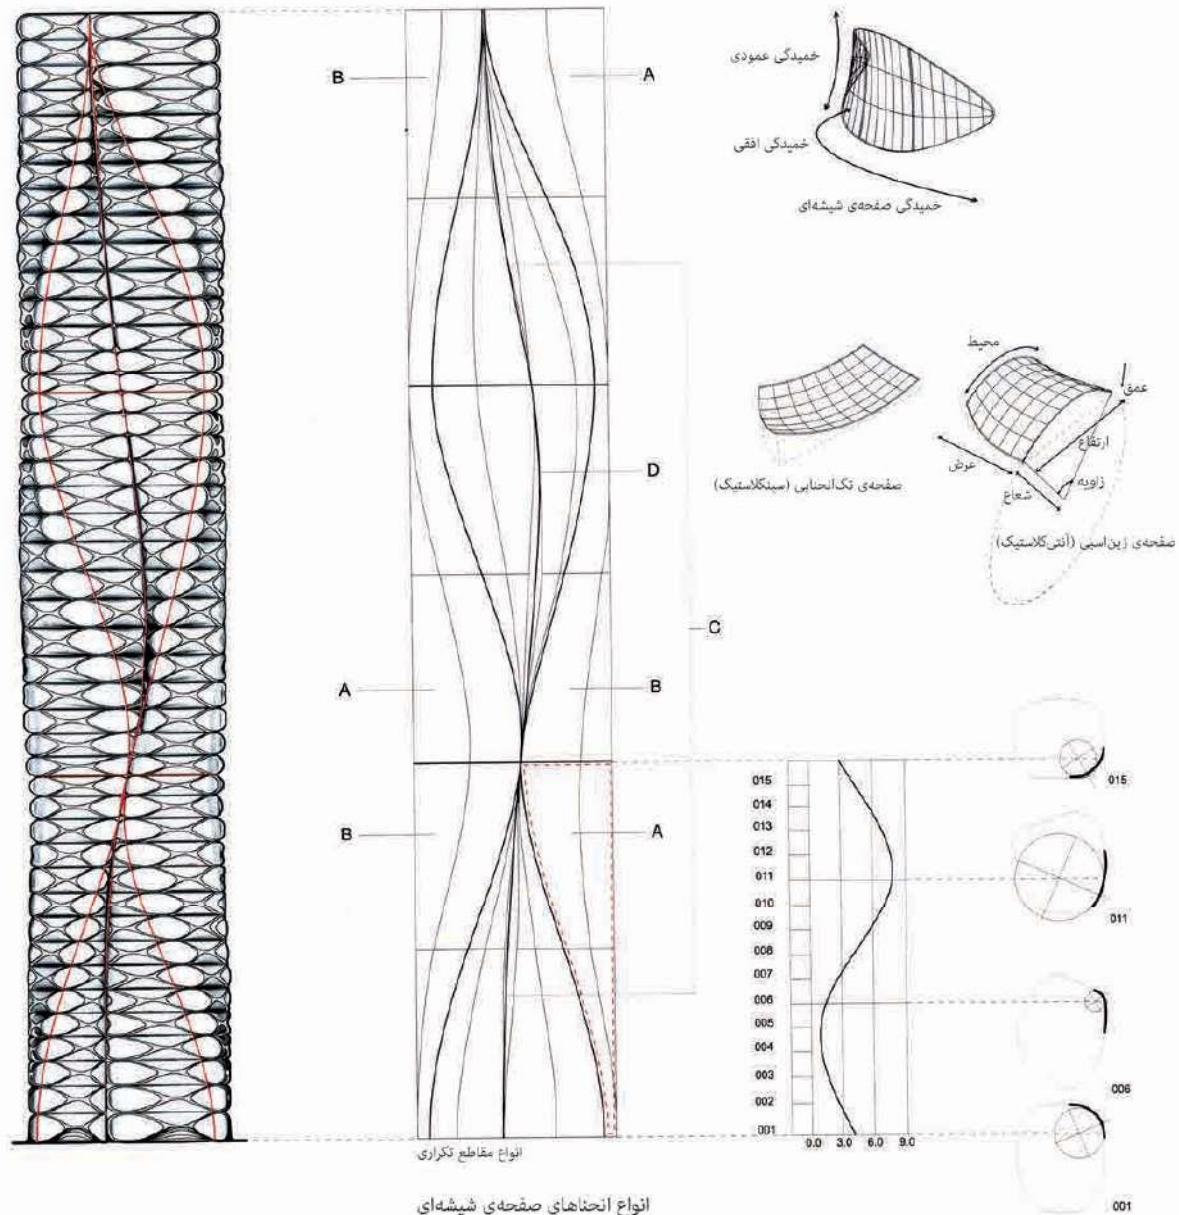 B
A
خمیدگی عمودی
خمیدگی افقی
خمیدگی صفحه‌ی شیشه‌ای
محیط
عمق
ارتفاع
زاویه
عرض
شعاع
صفحه‌ی تک‌انحنایی (سینکلاستیک)
صفحه‌ی زین‌اسبی (آنتی‌کلاستیک)
D
C
A
B
B
A
015
014
013
012
011
010
009
008
007
006
005
004
003
002
001
0.0 3.0 6.0 9.0
015
011
006
001
انواع مقاطع تکراری
انواع انحناهای صفحه‌ی شیشه‌ای